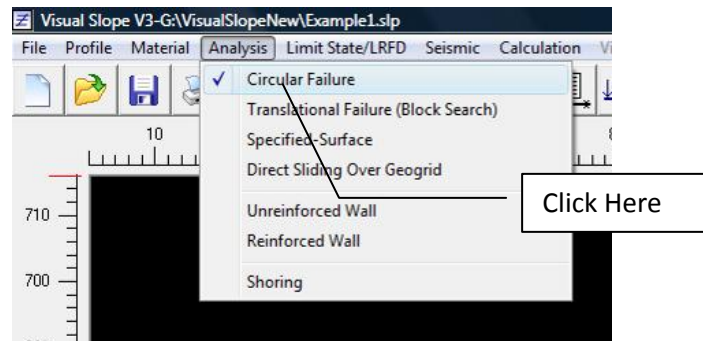 Visual Slope V3-G:\VisualSlopeNew\Example1.slp
File Profile Material Analysis Limit State/LRFD Seismic Calculation
Circular Failure
Translational Failure (Block Search)
10
Specified-Surface
Direct Sliding Over Geogrid
Click Here
710
Unreinforced Wall
Reinforced Wall
700
Shoring